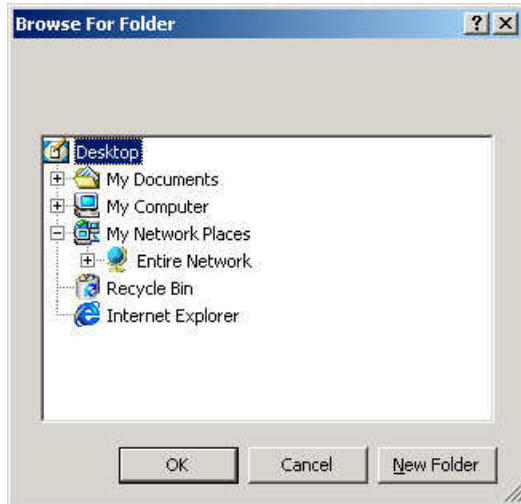 Browse For Folder
Desktop
My Documents
My Computer
My Network Places
Entire Network
Recycle Bin
Internet Explorer
OK Cancel New Folder